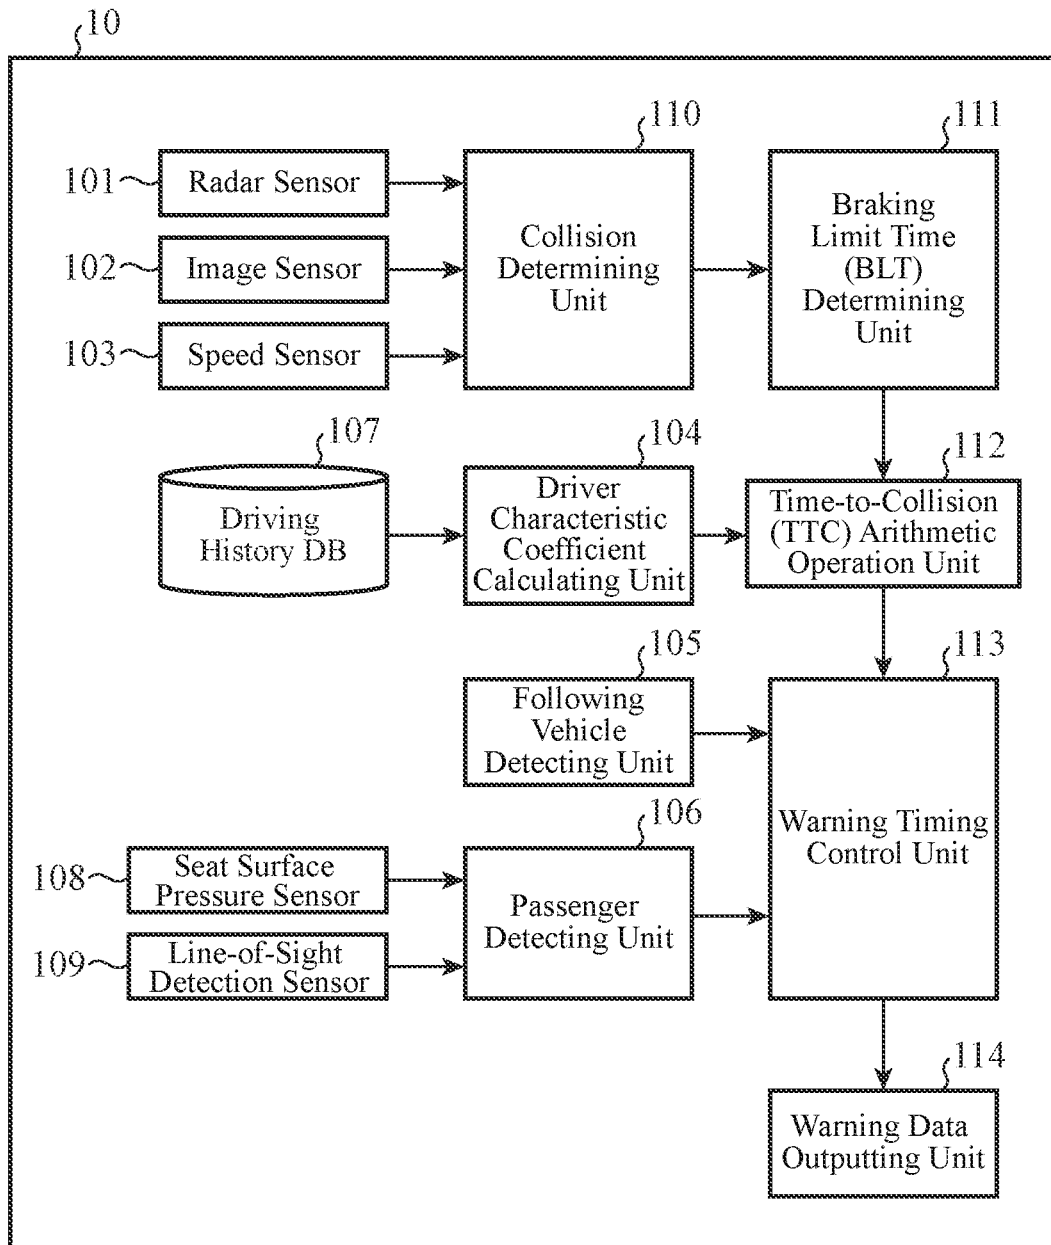 10
110
111
101
Radar Sensor
102
Image Sensor
103
Speed Sensor
Collision
Determining
Unit
Braking
Limit Time
(BLT)
Determining
Unit
107
104
112
Driving
History DB
Driver
Characteristic
Coefficient
Calculating Unit
Time-to-Collision
(TTC) Arithmetic
Operation Unit
105
113
Following
Vehicle
Detecting Unit
106
Warning Timing
Control Unit
108
Seat Surface
Pressure Sensor
109
Line-of-Sight
Detection Sensor
Passenger
Detecting Unit
114
Warning Data
Outputting Unit